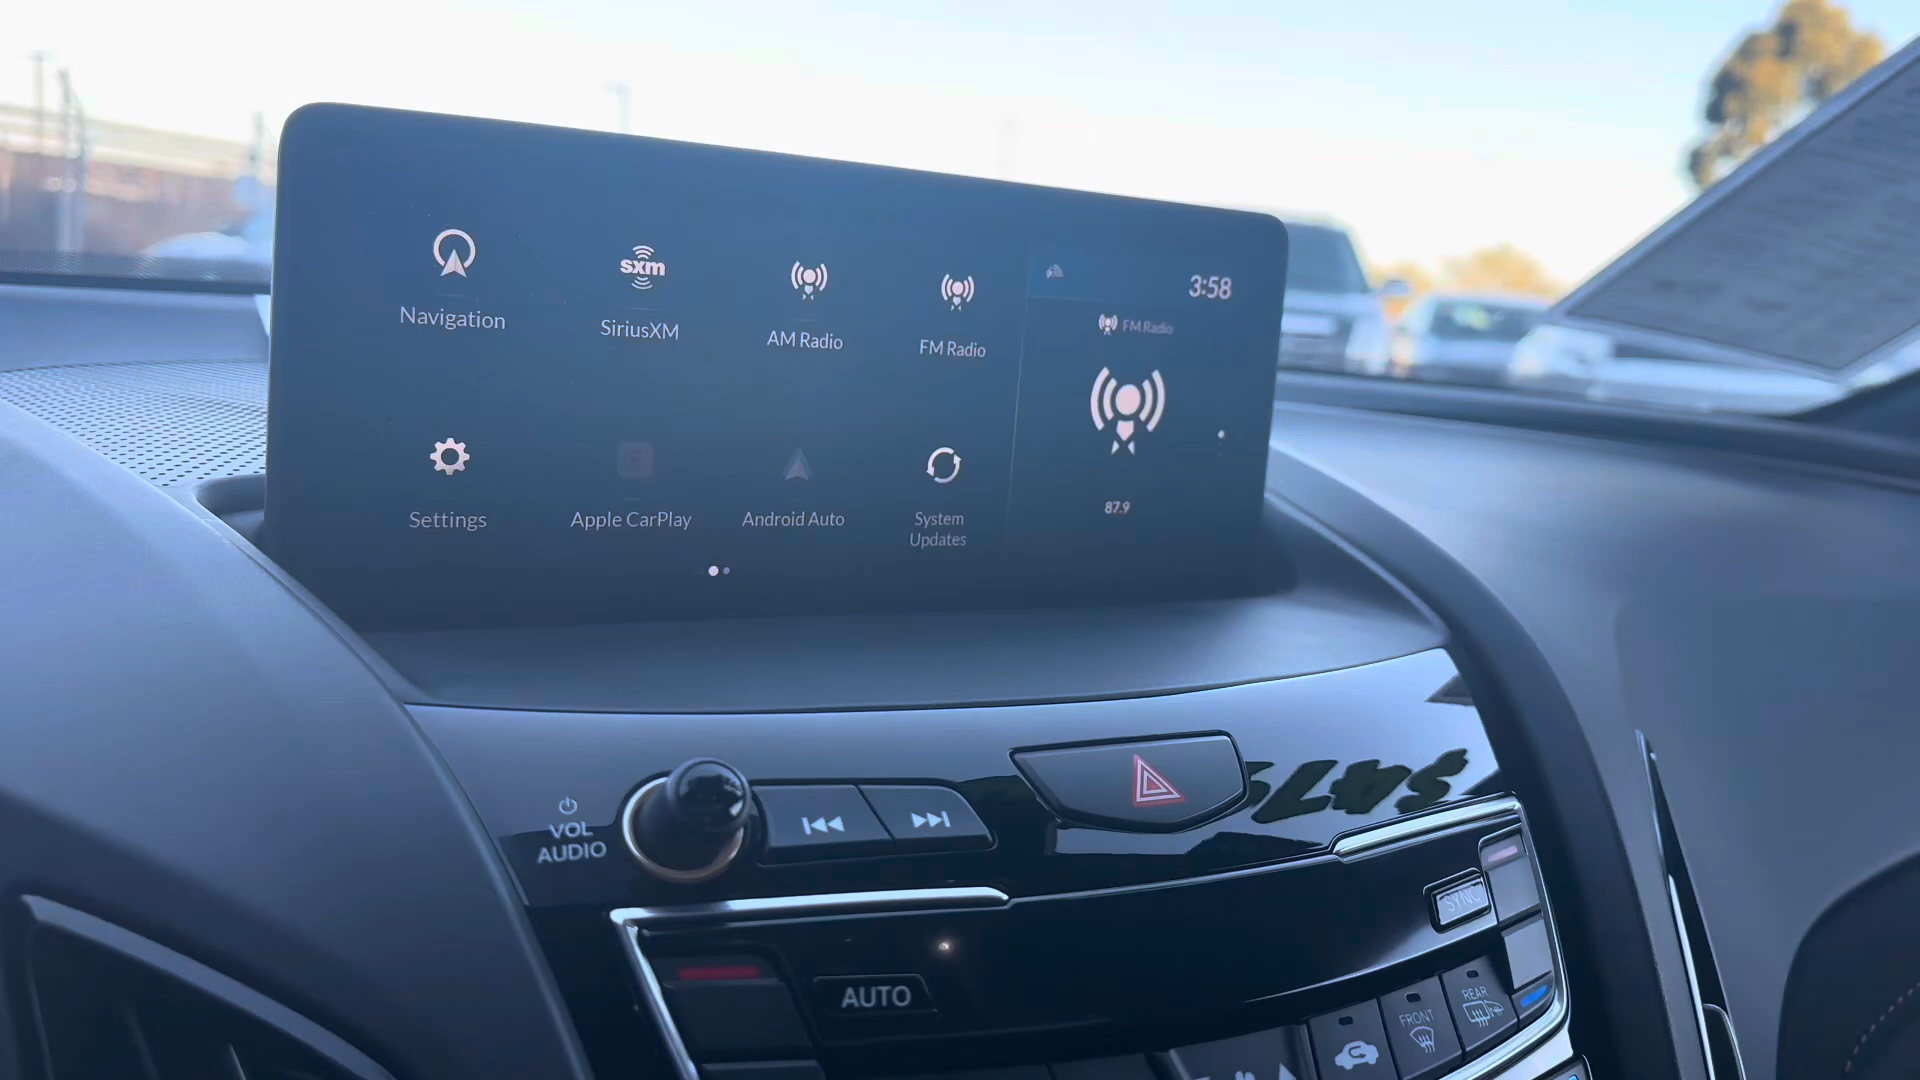 Navigation
sxm
SiriusXM
AM Radio
FM Radio
3:58
FM Radio
87.9
Settings
Apple CarPlay
Android Auto
System
Updates
VOL
AUDIO
SYNC
AUTO
FRONT
REAR